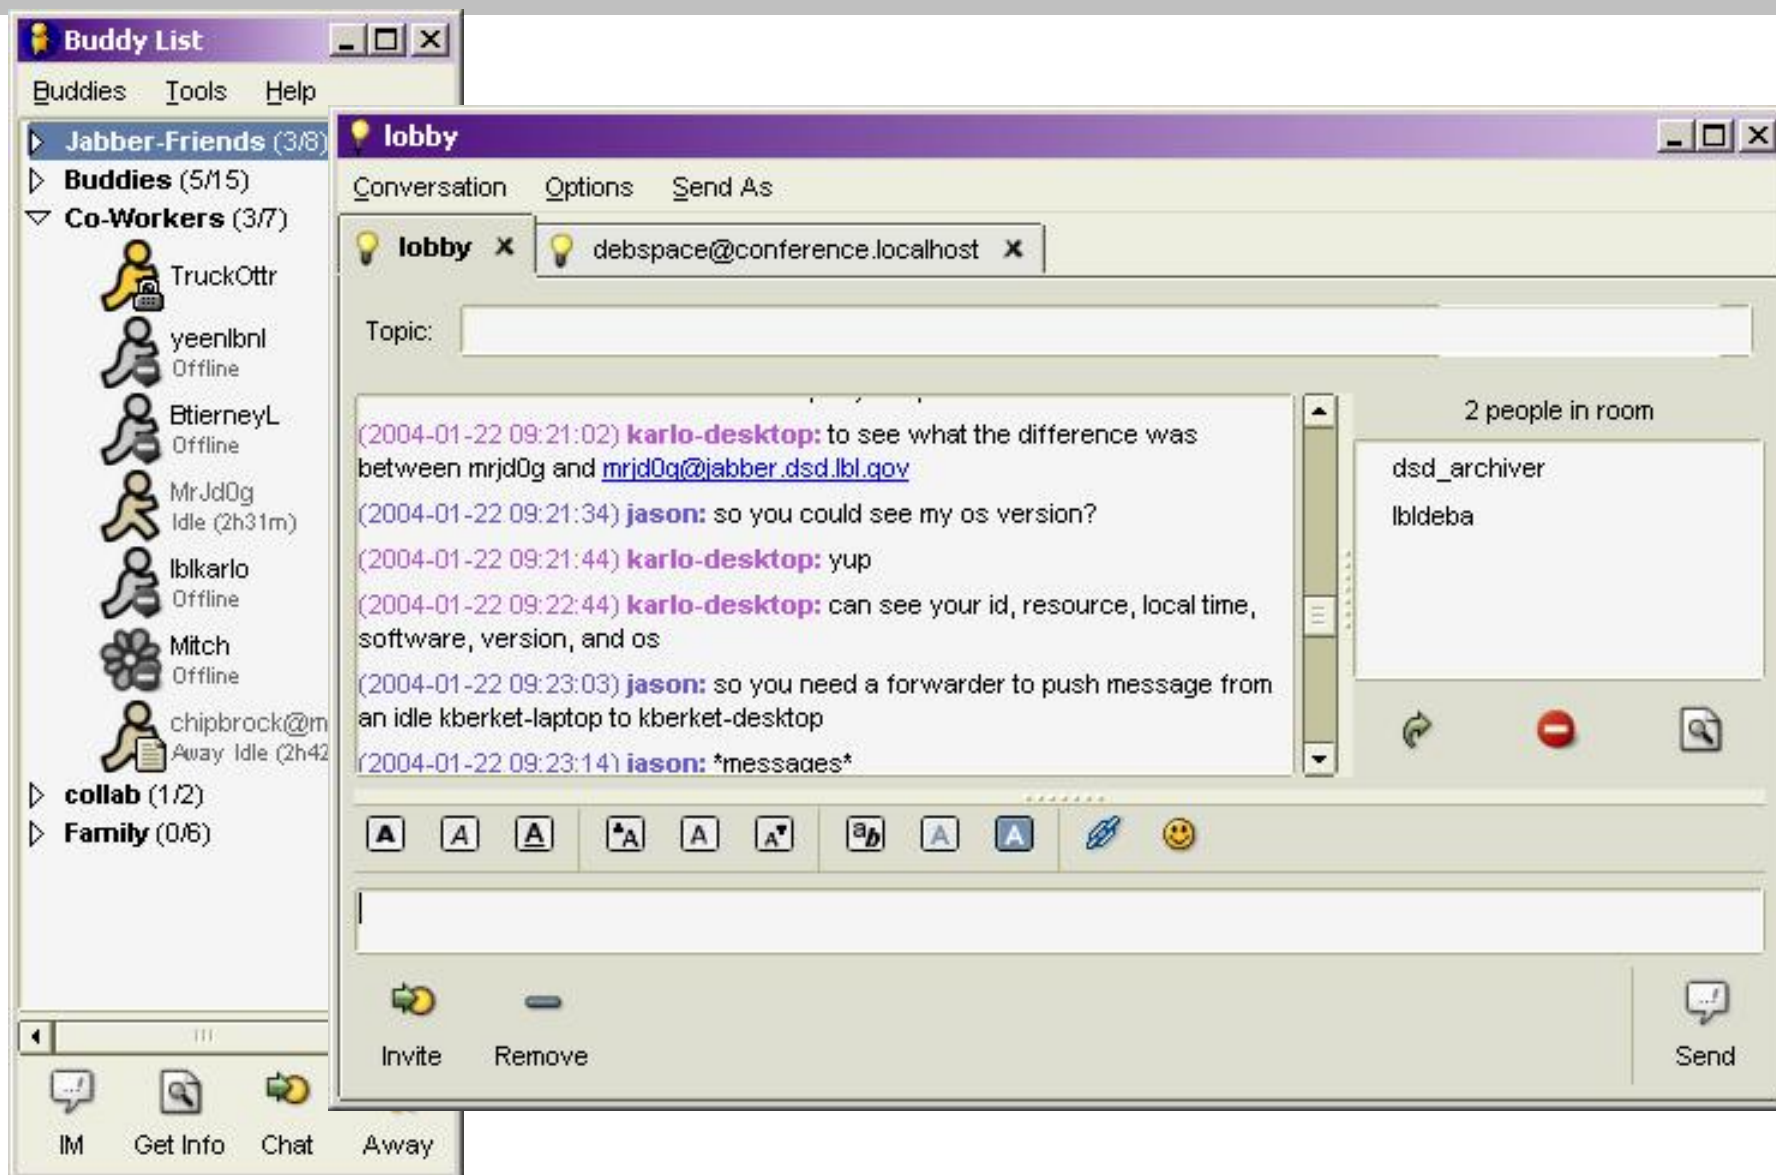 Buddy List
Buddies Tools Help
Jabber-Friends (3/8)
Buddies (5/15)
Co-Workers (3/7)
TruckOttr
yeenlbnl
Offline
BtierneyL
Offline
MrJd0g
Idle (2h31m)
lblkarlo
Offline
Mitch
Offline
chipbrock@m
Away Idle (2h42
collab (1/2)
Family (0/6)
IM Get Info Chat Away
lobby
Conversation Options Send As
lobby debspace@conference.localhost
Topic:
(2004-01-22 09:21:02) karlo-desktop: to see what the difference was
between mrjd0g and mrjd0g@jabber.dsd.lbl.gov
(2004-01-22 09:21:34) jason: so you could see my os version?
(2004-01-22 09:21:44) karlo-desktop: yup
(2004-01-22 09:22:44) karlo-desktop: can see your id, resource, local time,
software, version, and os
(2004-01-22 09:23:03) jason: so you need a forwarder to push message from
an idle kberket-laptop to kberket-desktop
(2004-01-22 09:23:14) jason: *messages*
2 people in room
dsd_archiver
lbldeba
Invite Remove
Send